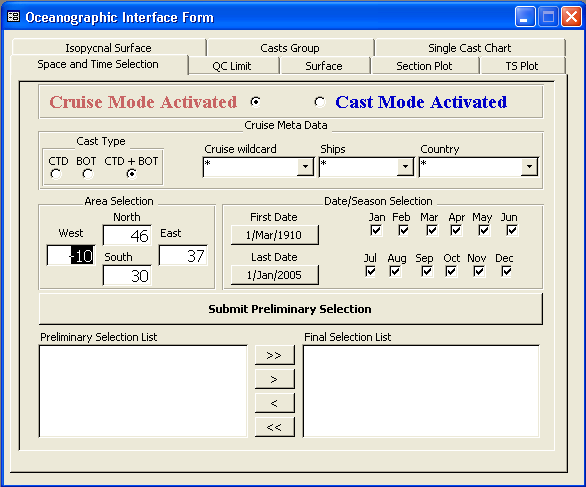 Oceanographic Interface Form
Isopycnal Surface Casts Group Single Cast Chart
Space and Time Selection QC Limit Surface Section Plot TS Plot
Cruise Mode Activated Cast Mode Activated
Cruise Meta Data
Cast Type
CTD BOT CTD + BOT
Cruise wildcard Ships Country
* * *
Area Selection
North
West 46 East
-10 South 37
30
Date/Season Selection
First Date
1/Mar/1910
Last Date
1/Jan/2005
Jan Feb Mar Apr May Jun
Jul Aug Sep Oct Nov Dec
Submit Preliminary Selection
Preliminary Selection List Final Selection List
>>
>
<
<<